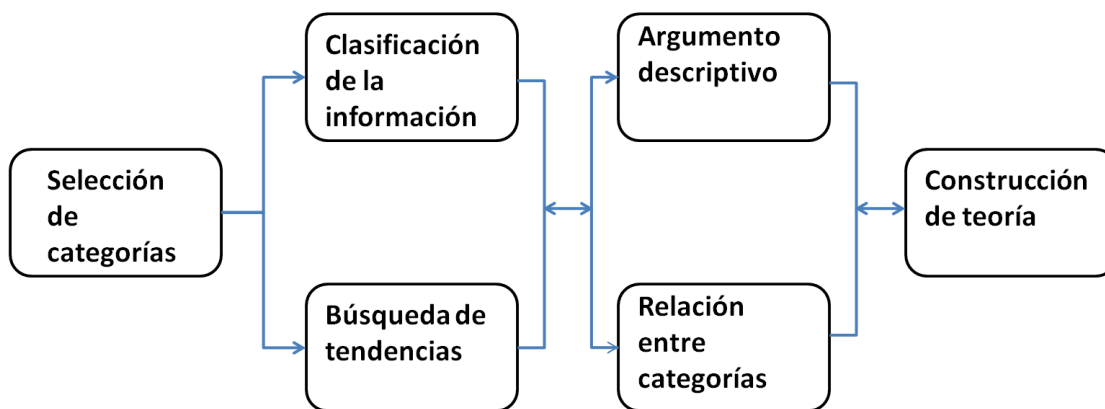 Selección
de
categorías
Clasificación
de la
información
Búsqueda de
tendencias
Argumento
descriptivo
Relación
entre
categorías
Construcción
de teoría